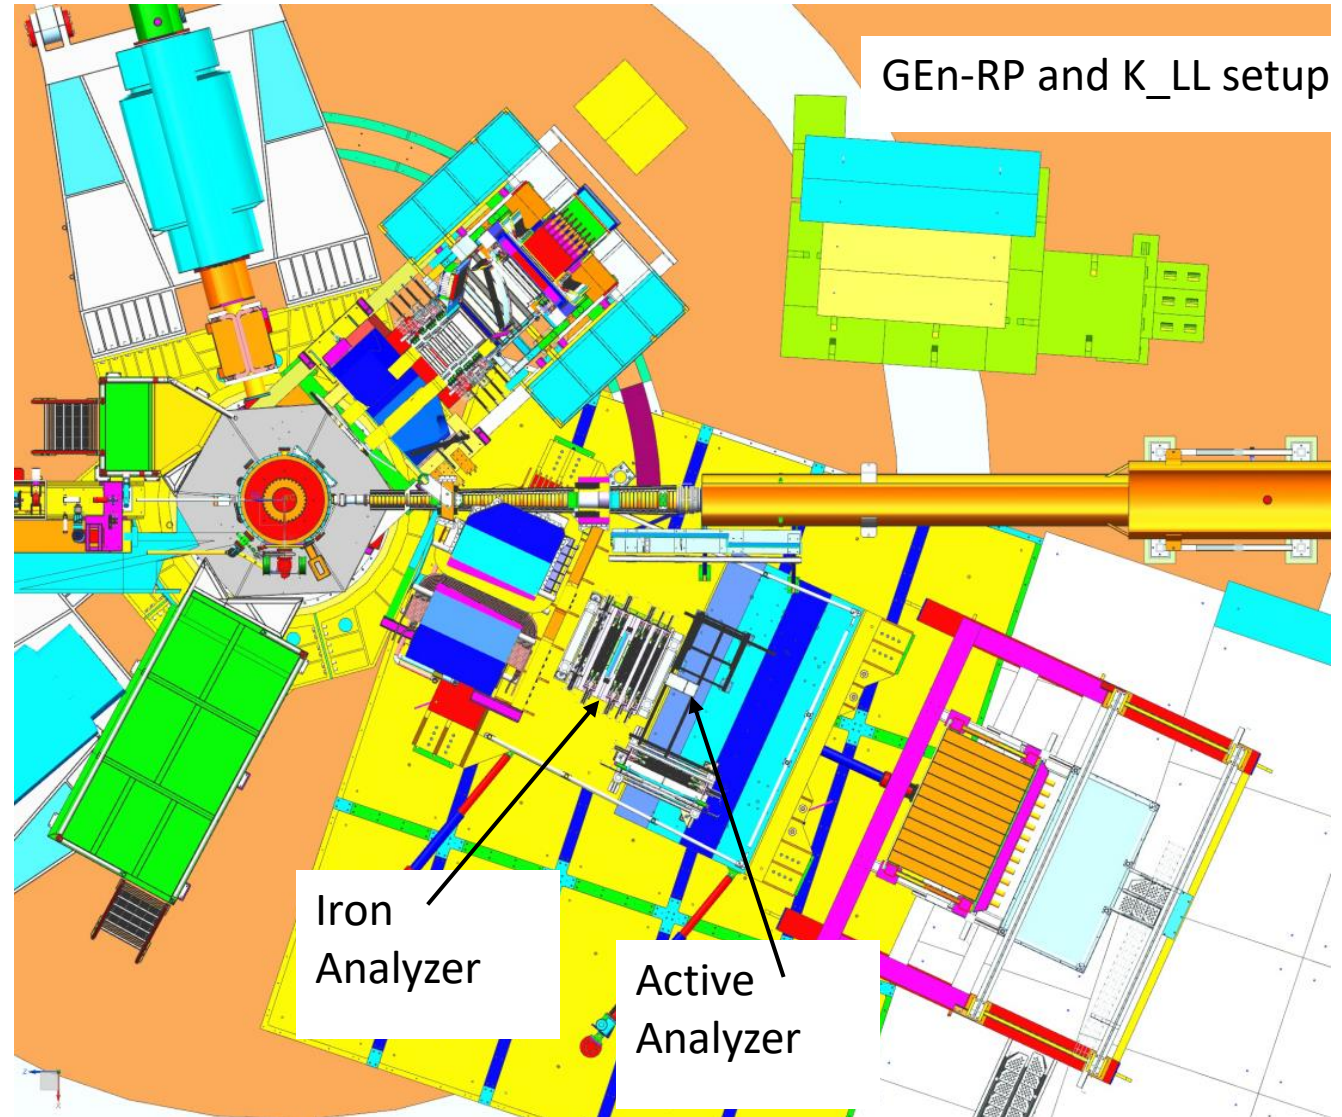 GEn-RP and K_LL setup
Iron
Analyzer
Active
Analyzer
Z
X